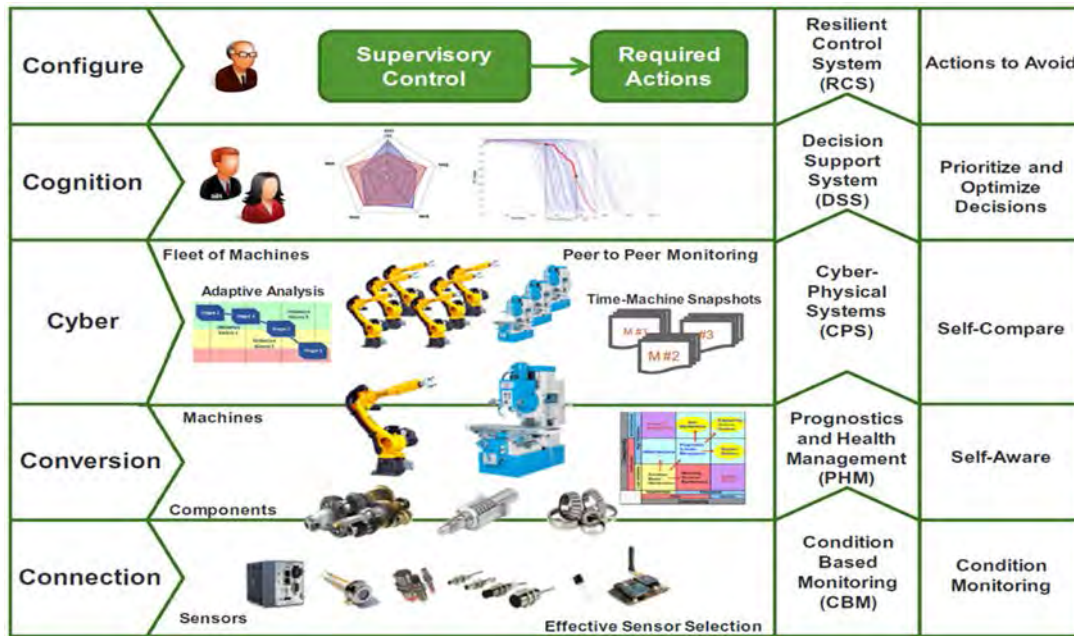 Configure
Supervisory
Control
Required
Actions
Resilient
Control
System
(RCS)
Actions to Avoid
Cognition
Decision
Support
System
(DSS)
Prioritize and
Optimize
Decisions
Cyber
Fleet of Machines
Peer to Peer Monitoring
Adaptive Analysis
Time-Machine Snapshots
M #1
M #2
#3
Cyber-
Physical
Systems
(CPS)
Self-Compare
Conversion
Machines
Components
Prognostics
and Health
Management
(PHM)
Self-Aware
Connection
Sensors
Effective Sensor Selection
Condition
Based
Monitoring
(CBM)
Condition
Monitoring